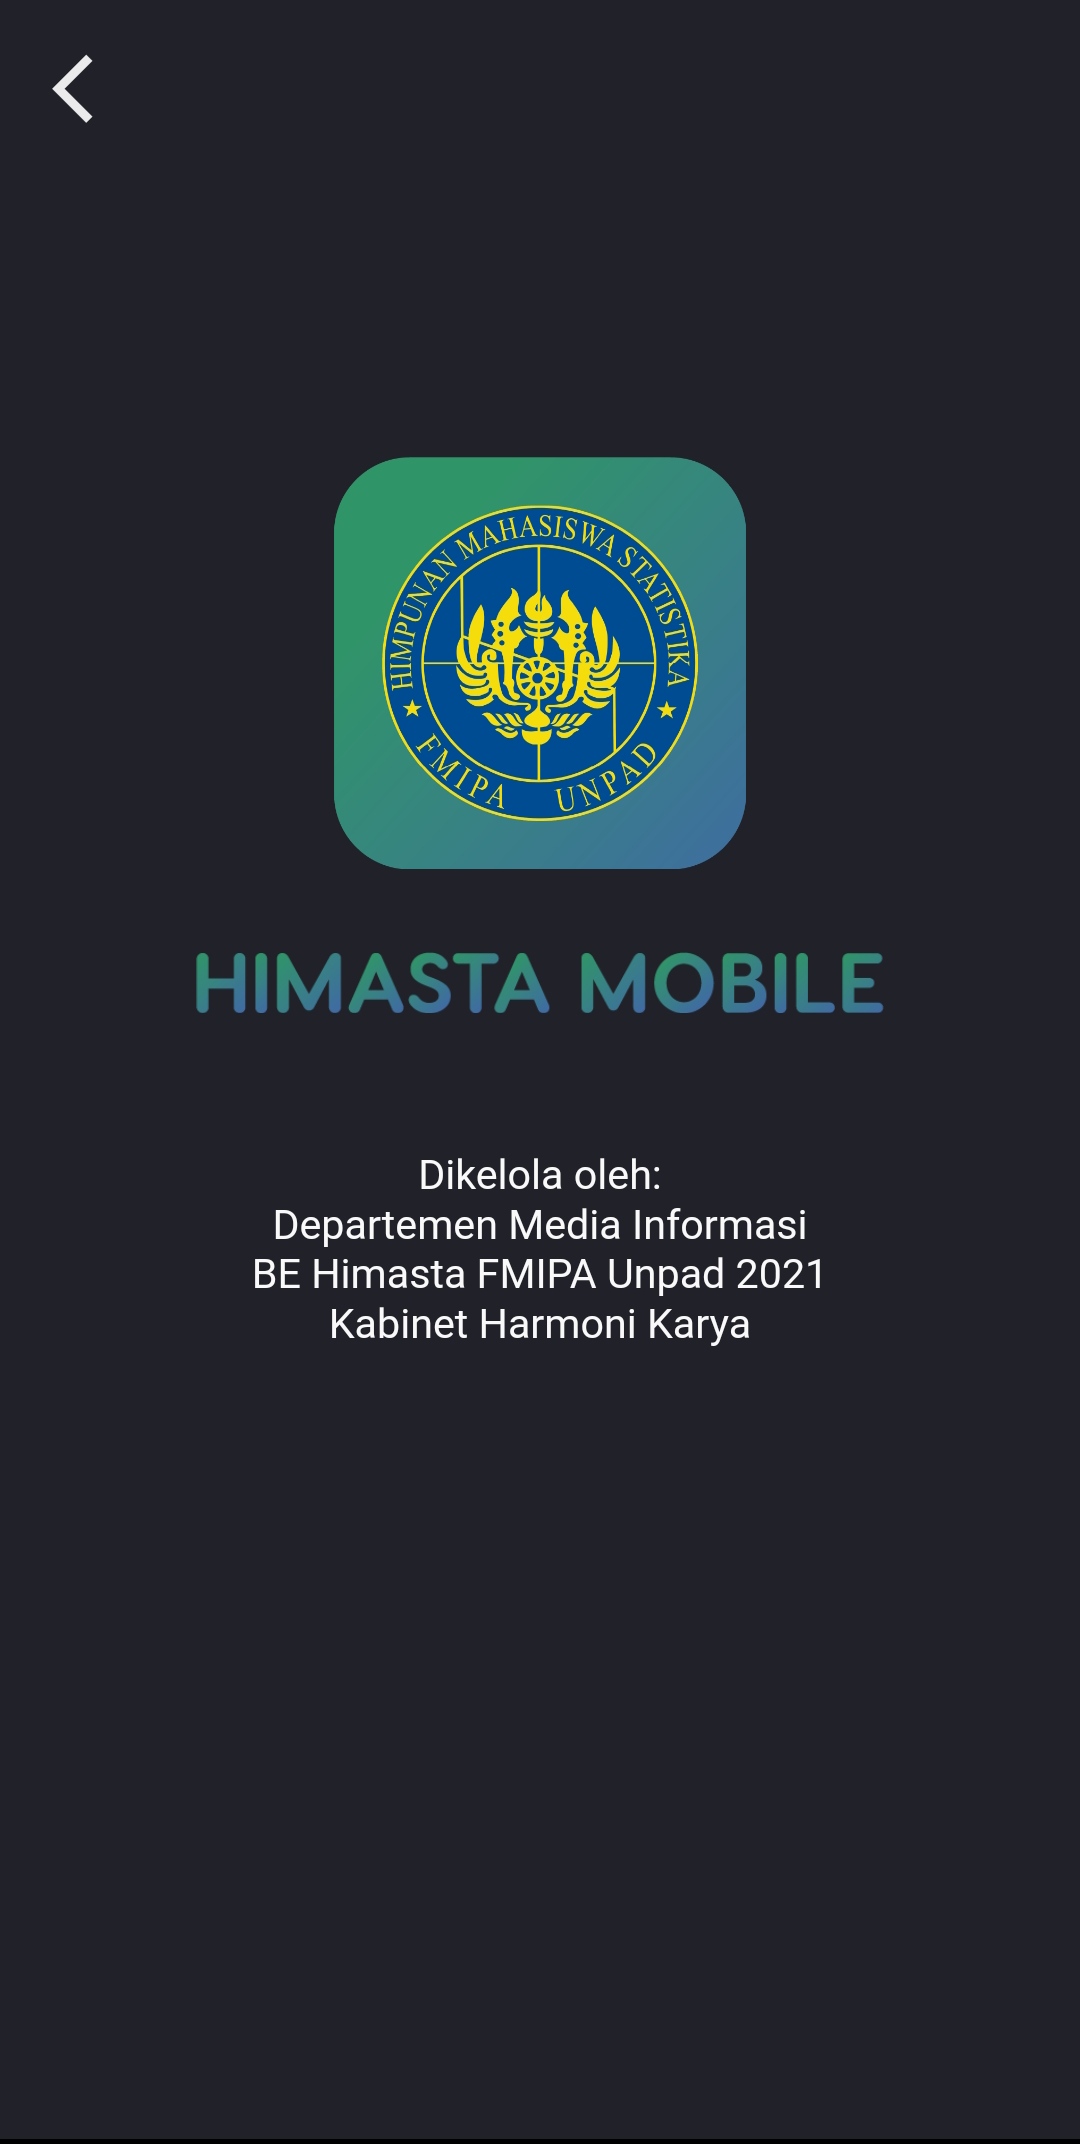 HIMPUNAN MAHASISWA STATISTIKA
FMIPA UNPAD
HIMASTA MOBILE
Dikelola oleh:
Departemen Media Informasi
BE Himasta FMIPA Unpad 2021
Kabinet Harmoni Karya